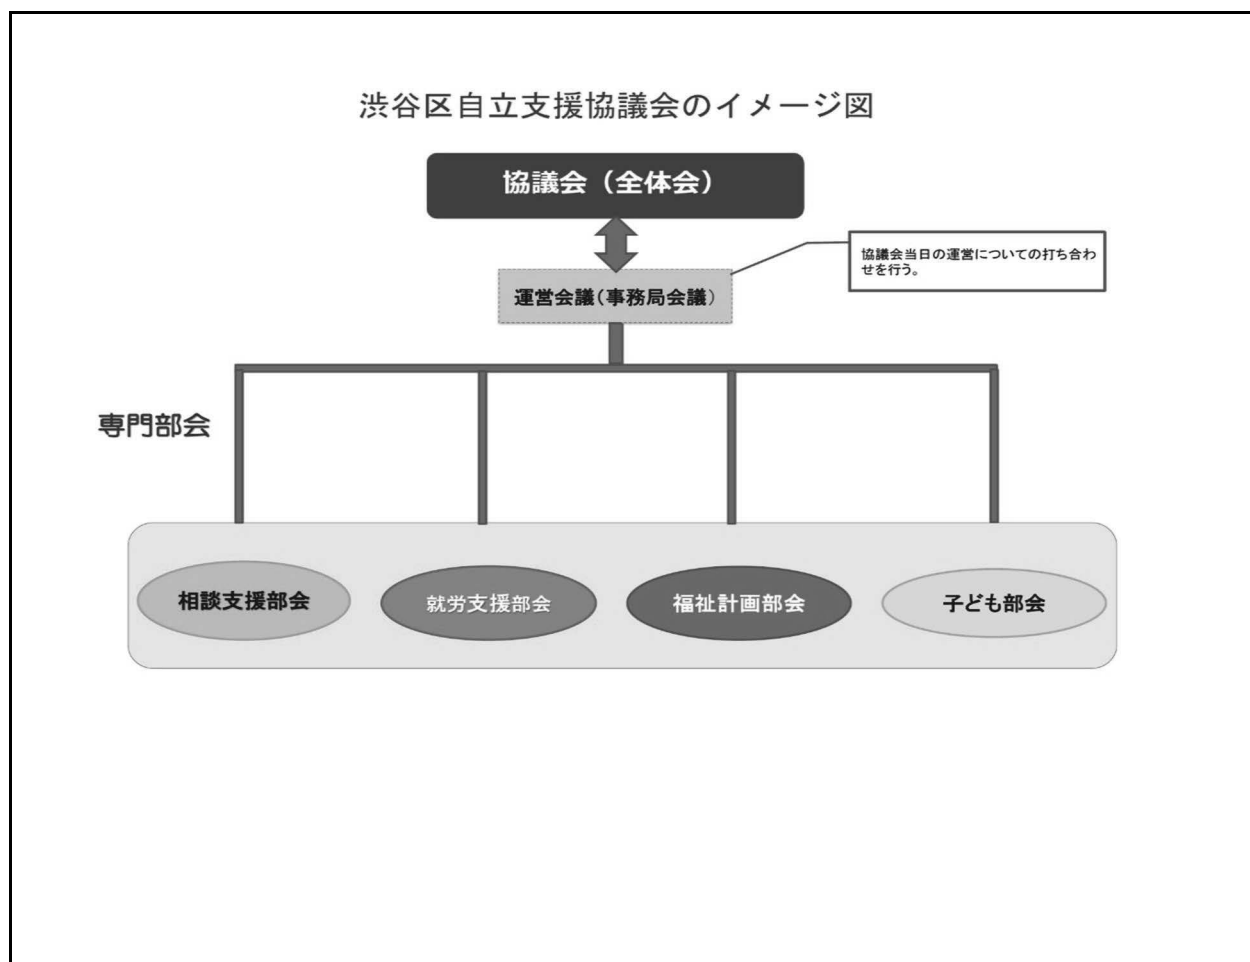 渋谷区自立支援協議会のイメージ図
協議会（全体会）
協議会当日の運営についての打ち合わ
せを行う。
運営会議（事務局会議）
専門部会
相談支援部会
就労支援部会
福祉計画部会
子ども部会